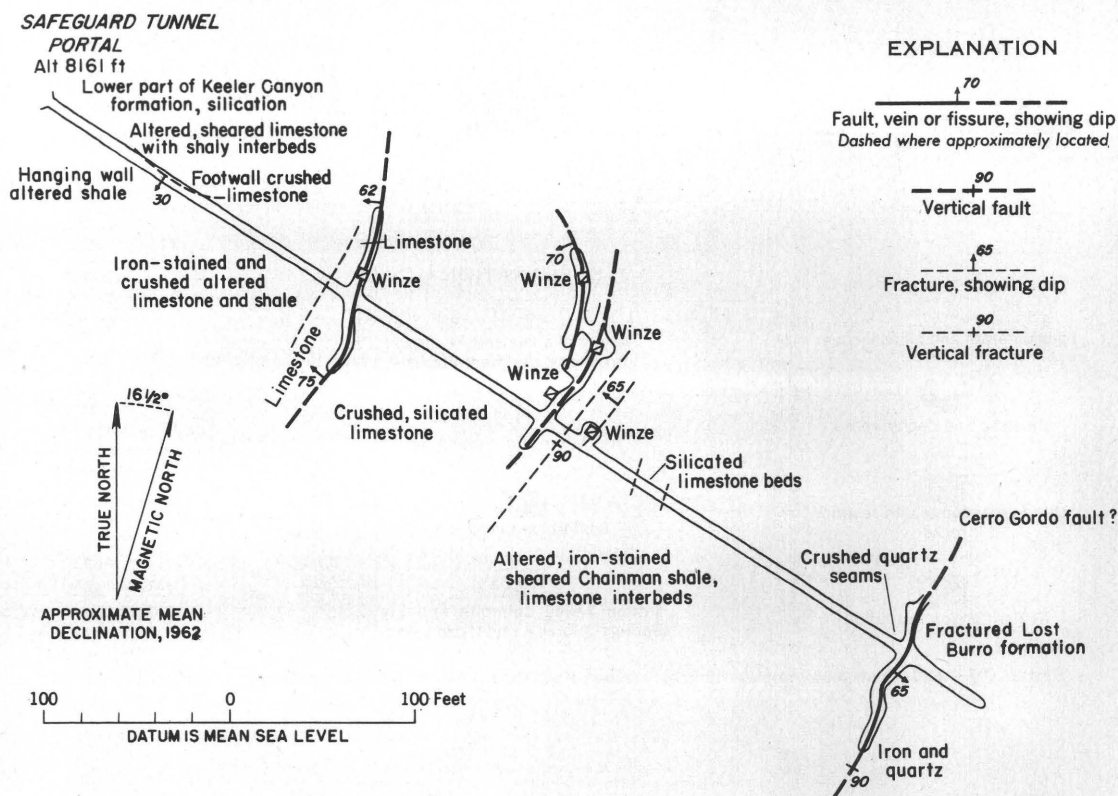 SAFEGUARD TUNNEL
PORTAL
Alt 8161 ft
Lower part of Keeler Canyon
formation, silication
Altered, sheared limestone
with shaly interbeds
Hanging wall
altered shale
30
Footwall crushed
limestone
62
Limestone
Winze
Iron-stained and
crushed altered
limestone and shale
Limestone
75
70
Winze
Winze
Winze
65
Winze
Crushed, silicated
limestone
90
Silicated
limestone beds
Altered, iron-stained
sheared Chainman shale,
limestone interbeds
Cerro Gordo fault?
Crushed quartz
seams
Fractured Lost
Burro formation
65
Iron and
quartz
90
EXPLANATION
70
Fault, vein or fissure, showing dip
Dashed where approximately located
90
Vertical fault
65
Fracture, showing dip
90
Vertical fracture
16 1/2°
TRUE NORTH
MAGNETIC NORTH
APPROXIMATE MEAN
DECLINATION, 1962
100 0 100 Feet
DATUM IS MEAN SEA LEVEL